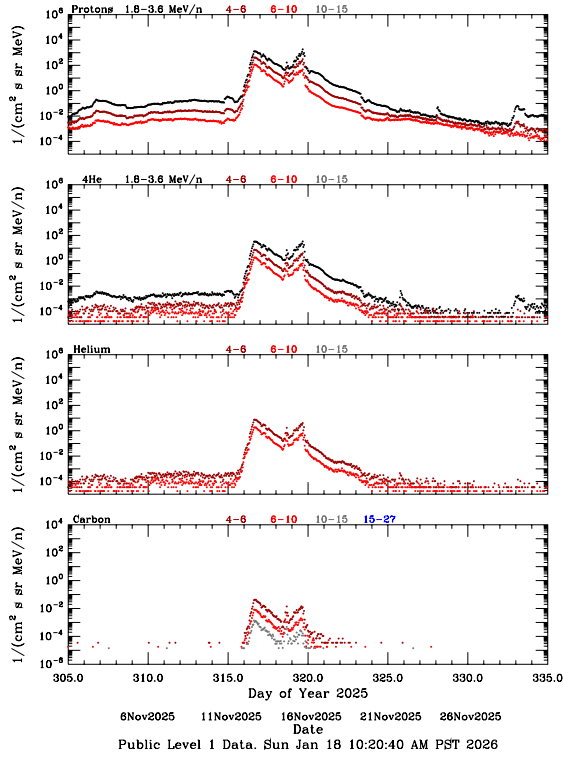 Protons 1.8-3.6 MeV/n 4-6 6-10 10-15
10^6
10^4
10^2
10^0
10^-2
10^-4
1/(cm^2 s sr MeV)
4He 1.8-3.6 MeV/n 4-6 6-10 10-15
10^6
10^4
10^2
10^0
10^-2
10^-4
1/(cm^2 s sr MeV/n)
Helium 4-6 6-10 10-15
10^6
10^4
10^2
10^0
10^-2
10^-4
1/(cm^2 s sr MeV/n)
Carbon 4-6 6-10 10-15 15-27
10^4
10^2
10^0
10^-2
10^-4
10^-6
1/(cm^2 s sr MeV/n)
305.0 310.0 315.0 320.0 325.0 330.0 335.0
Day of Year 2025
6Nov2025 11Nov2025 16Nov2025 21Nov2025 26Nov2025
Date
Public Level 1 Data. Sun Jan 18 10:20:40 AM PST 2026